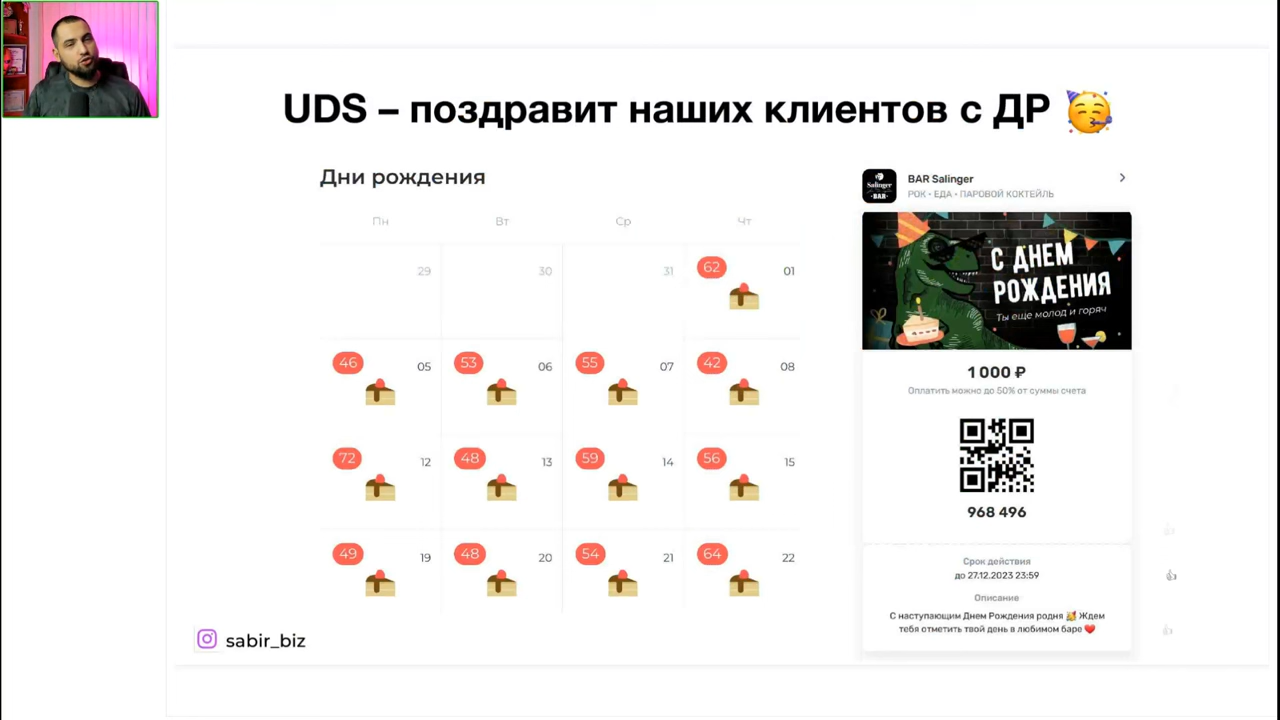 UDS – поздравит наших клиентов с ДР 🥳
Дни рождения
Пн Вт Ср Чт
29 30 31 62 01
46 05 53 06 55 07 42 08
72 12 48 13 59 14 56 15
49 19 48 20 54 21 64 22
sabir_biz
Salinger
BAR
BAR Salinger
РОК • ЕДА • ПАРОВОЙ КОКТЕЙЛЬ
С ДНЕМ
РОЖДЕНИЯ
Ты еще молод и горяч
1 000 ₽
Оплатить можно до 50% от суммы счета
968 496
Срок действия
до 27.12.2023 23:59
Описание
С наступающим Днем Рождения родня 🥳 Ждем
тебя отметить твой день в любимом баре ❤️